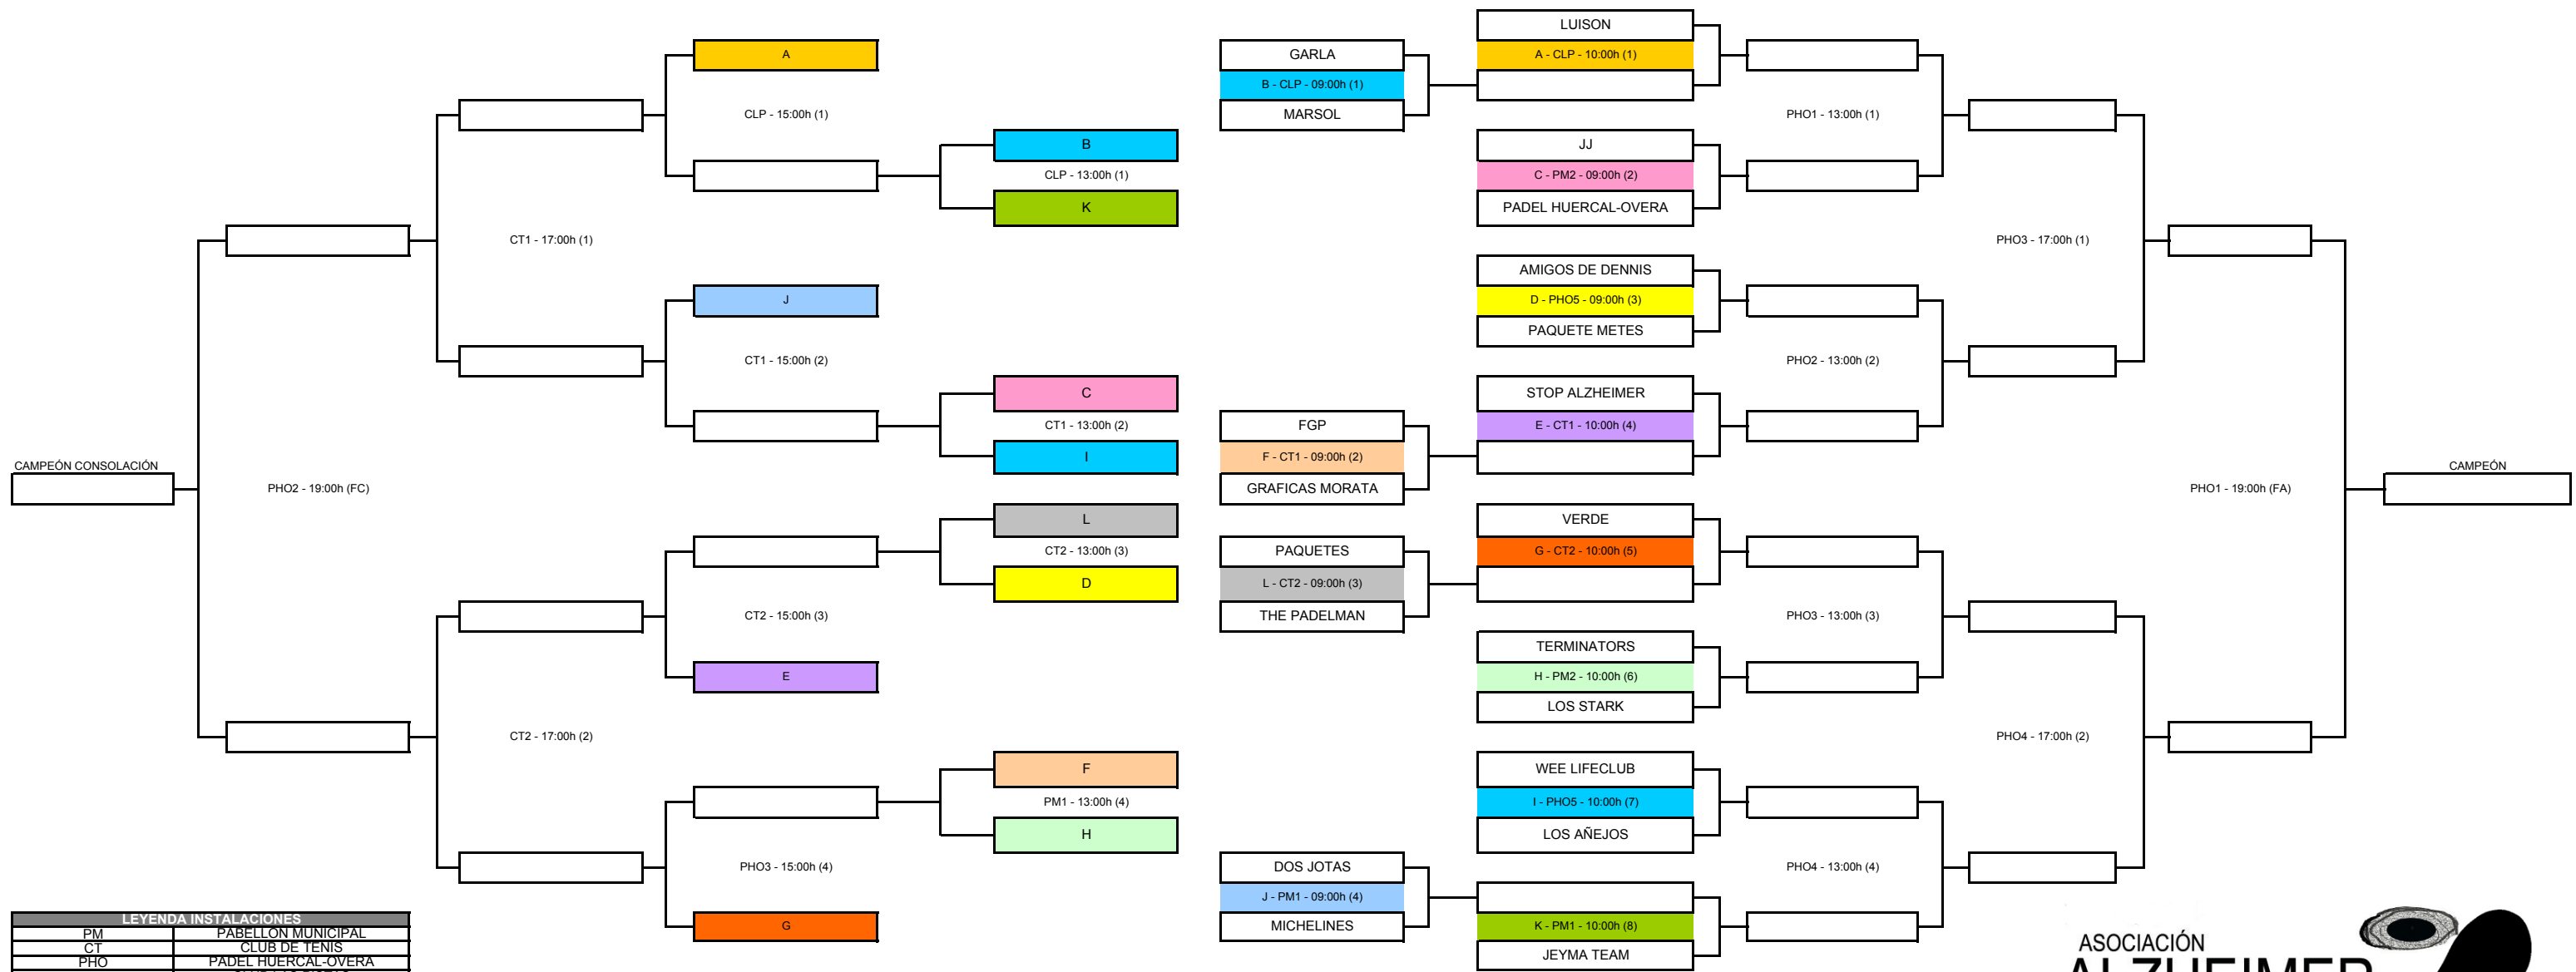 A
CLP - 15:00h (1)
B
CLP - 13:00h (1)
K
CT1 - 17:00h (1)
J
CT1 - 15:00h (2)
C
CT1 - 13:00h (2)
I
CAMPEÓN CONSOLACIÓN
PHO2 - 19:00h (FC)
L
CT2 - 13:00h (3)
D
CT2 - 15:00h (3)
E
CT2 - 17:00h (2)
F
PM1 - 13:00h (4)
H
PHO3 - 15:00h (4)
G
GARLA
B - CLP - 09:00h (1)
MARSOL
LUISON
A - CLP - 10:00h (1)
PHO1 - 13:00h (1)
JJ
C - PM2 - 09:00h (2)
PADEL HUERCAL-OVERA
PHO3 - 17:00h (1)
AMIGOS DE DENNIS
D - PHO5 - 09:00h (3)
PAQUETE METES
PHO2 - 13:00h (2)
STOP ALZHEIMER
E - CT1 - 10:00h (4)
FGP
F - CT1 - 09:00h (2)
GRAFICAS MORATA
CAMPEÓN
PHO1 - 19:00h (FA)
VERDE
G - CT2 - 10:00h (5)
PAQUETES
L - CT2 - 09:00h (3)
THE PADELMAN
PHO3 - 13:00h (3)
TERMINATORS
H - PM2 - 10:00h (6)
LOS STARK
PHO4 - 17:00h (2)
WEE LIFECLUB
I - PHO5 - 10:00h (7)
LOS AÑEJOS
PHO4 - 13:00h (4)
DOS JOTAS
J - PM1 - 09:00h (4)
MICHELINES
K - PM1 - 10:00h (8)
JEYMA TEAM
LEYENDA INSTALACIONES
PM PABELLON MUNICIPAL
CT CLUB DE TENIS
PHO PADEL HUERCAL-OVERA
ASOCIACIÓN
ALZHEIMER